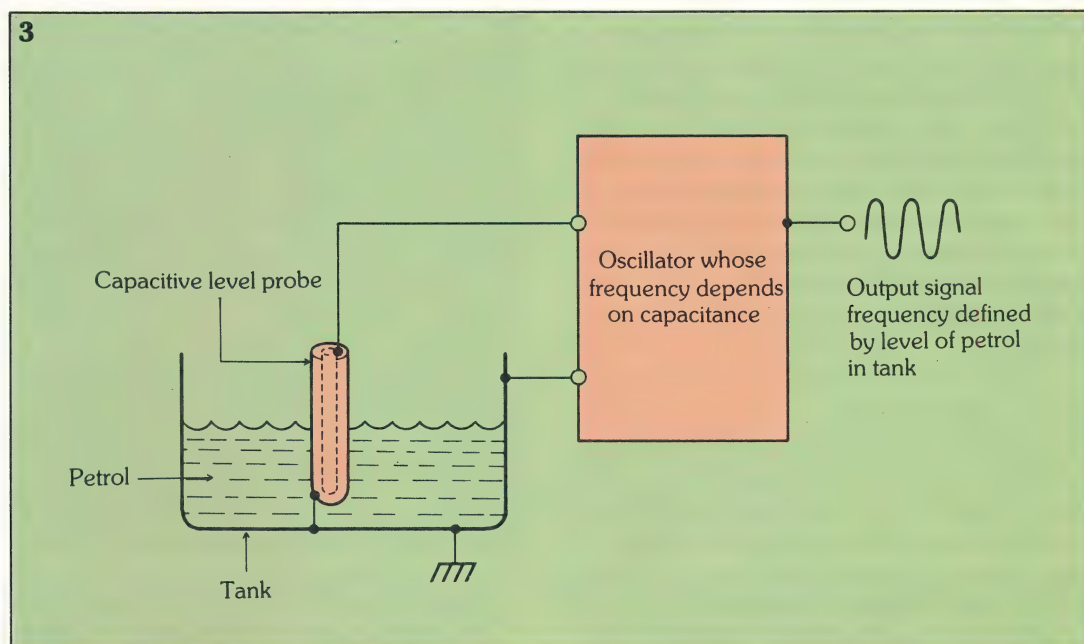 3
Capacitive level probe
Oscillator whose
frequency depends
on capacitance
Output signal
frequency defined
by level of petrol
in tank
Petrol
Tank